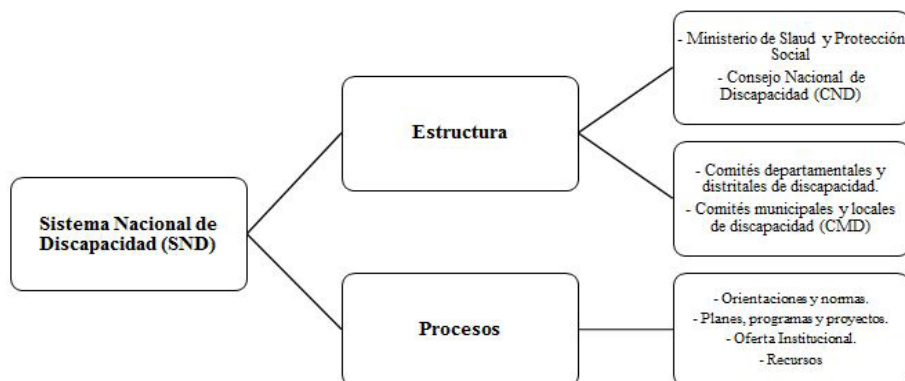 Sistema Nacional de
Discapacidad (SND)
Estructura
Procesos
- Ministerio de Slaud y Protección
Social
- Consejo Nacional de
Discapacidad (CND)
- Comités departamentales y
distritales de discapacidad.
- Comités municipales y locales
de discapacidad (CMD)
- Orientaciones y normas.
- Planes, programas y proyectos.
- Oferta Institucional.
- Recursos